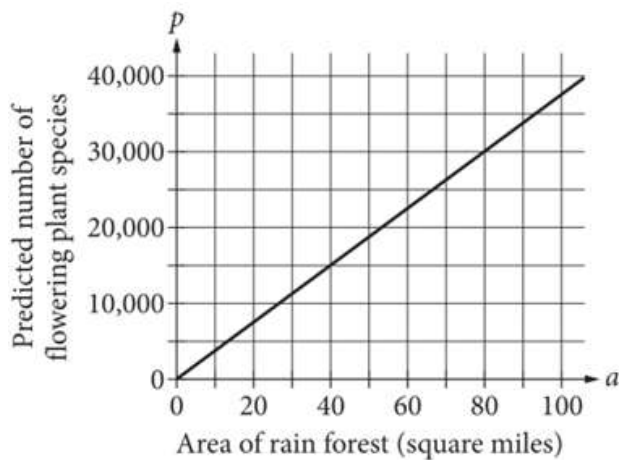 p
40,000
30,000
20,000
10,000
0
Predicted number of
flowering plant species
0 20 40 60 80 100
a
Area of rain forest (square miles)